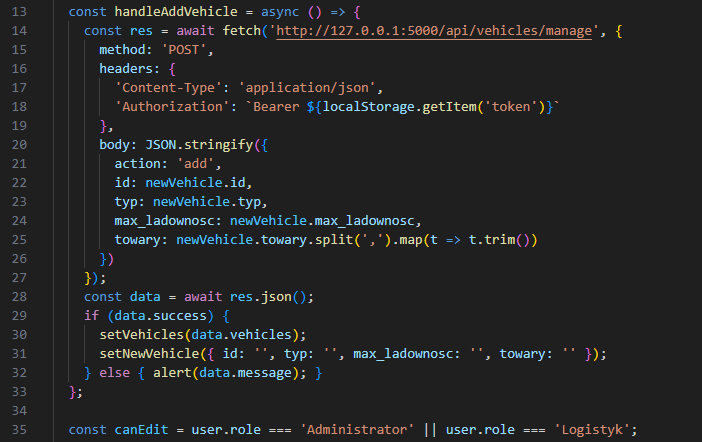 13 const handleAddVehicle = async () => {
14 const res = await fetch('http://127.0.0.1:5000/api/vehicles/manage', {
15 method: 'POST',
16 headers: {
17 'Content-Type': 'application/json',
18 'Authorization': `Bearer ${localStorage.getItem('token')}`
19 },
20 body: JSON.stringify({
21 action: 'add',
22 id: newVehicle.id,
23 typ: newVehicle.typ,
24 max_ladownosc: newVehicle.max_ladownosc,
25 towary: newVehicle.towary.split(',').map(t => t.trim())
26 })
27 });
28 const data = await res.json();
29 if (data.success) {
30 setVehicles(data.vehicles);
31 setNewVehicle({ id: '', typ: '', max_ladownosc: '', towary: '' });
32 } else { alert(data.message); }
33 };
34
35 const canEdit = user.role === 'Administrator' || user.role === 'Logistyk';